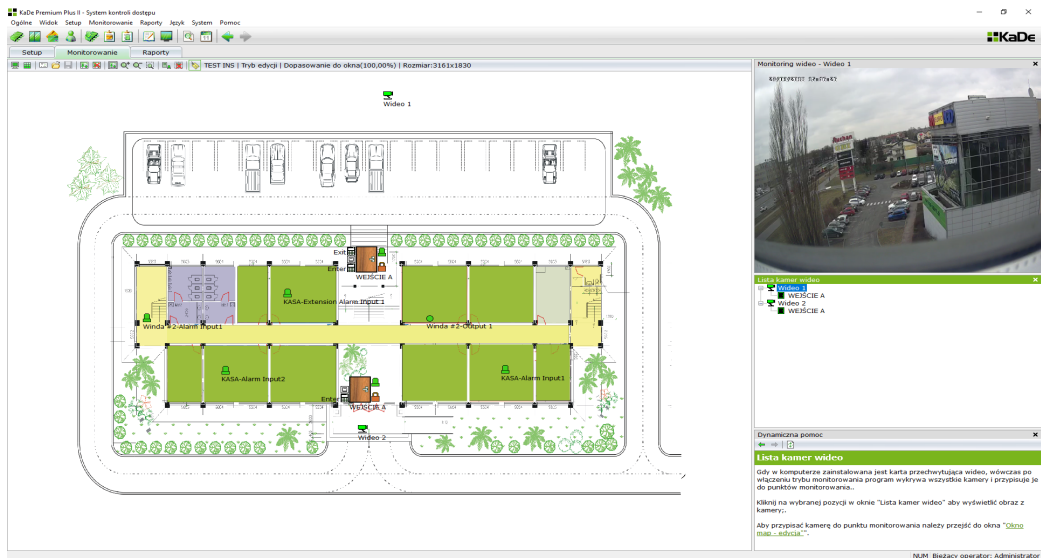 KaDe Premium Plus II - System kontroli dostępu
Ogólne Widok Setup Monitorowanie Raporty Język System Pomoc
KaDe
Setup Monitorowanie Raporty
TEST INS | Tryb edycji | Dopasowanie do okna(100,00%) | Rozmiar:3161x1830
Monitoring wideo - Wideo 1
Wideo 1
Auchan
Exit
Enter
WEJŚCIE A
KASA-Extension Alarm Input 1
Winda #2-Alarm Input1
Winda #2-Output 1
KASA-Alarm Input2
KASA-Alarm Input1
Enter
WEJŚCIE A
Wideo 2
Lista kamer wideo
Wideo 1
WEJŚCIE A
Wideo 2
WEJŚCIE A
Dynamiczna pomoc
Lista kamer wideo
Gdy w komputerze zainstalowana jest karta przechwytująca wideo, wówczas po
włączeniu trybu monitorowania program wykrywa wszystkie kamery i przypisuje je
do punktów monitorowania..
Kliknij na wybranej pozycji w oknie "Lista kamer wideo" aby wyświetlić obraz z
kamery;.
Aby przypisać kamerę do punktu monitorowania należy przejść do okna "Okno
map - edycja"".
NUM Bieżący operator: Administrator